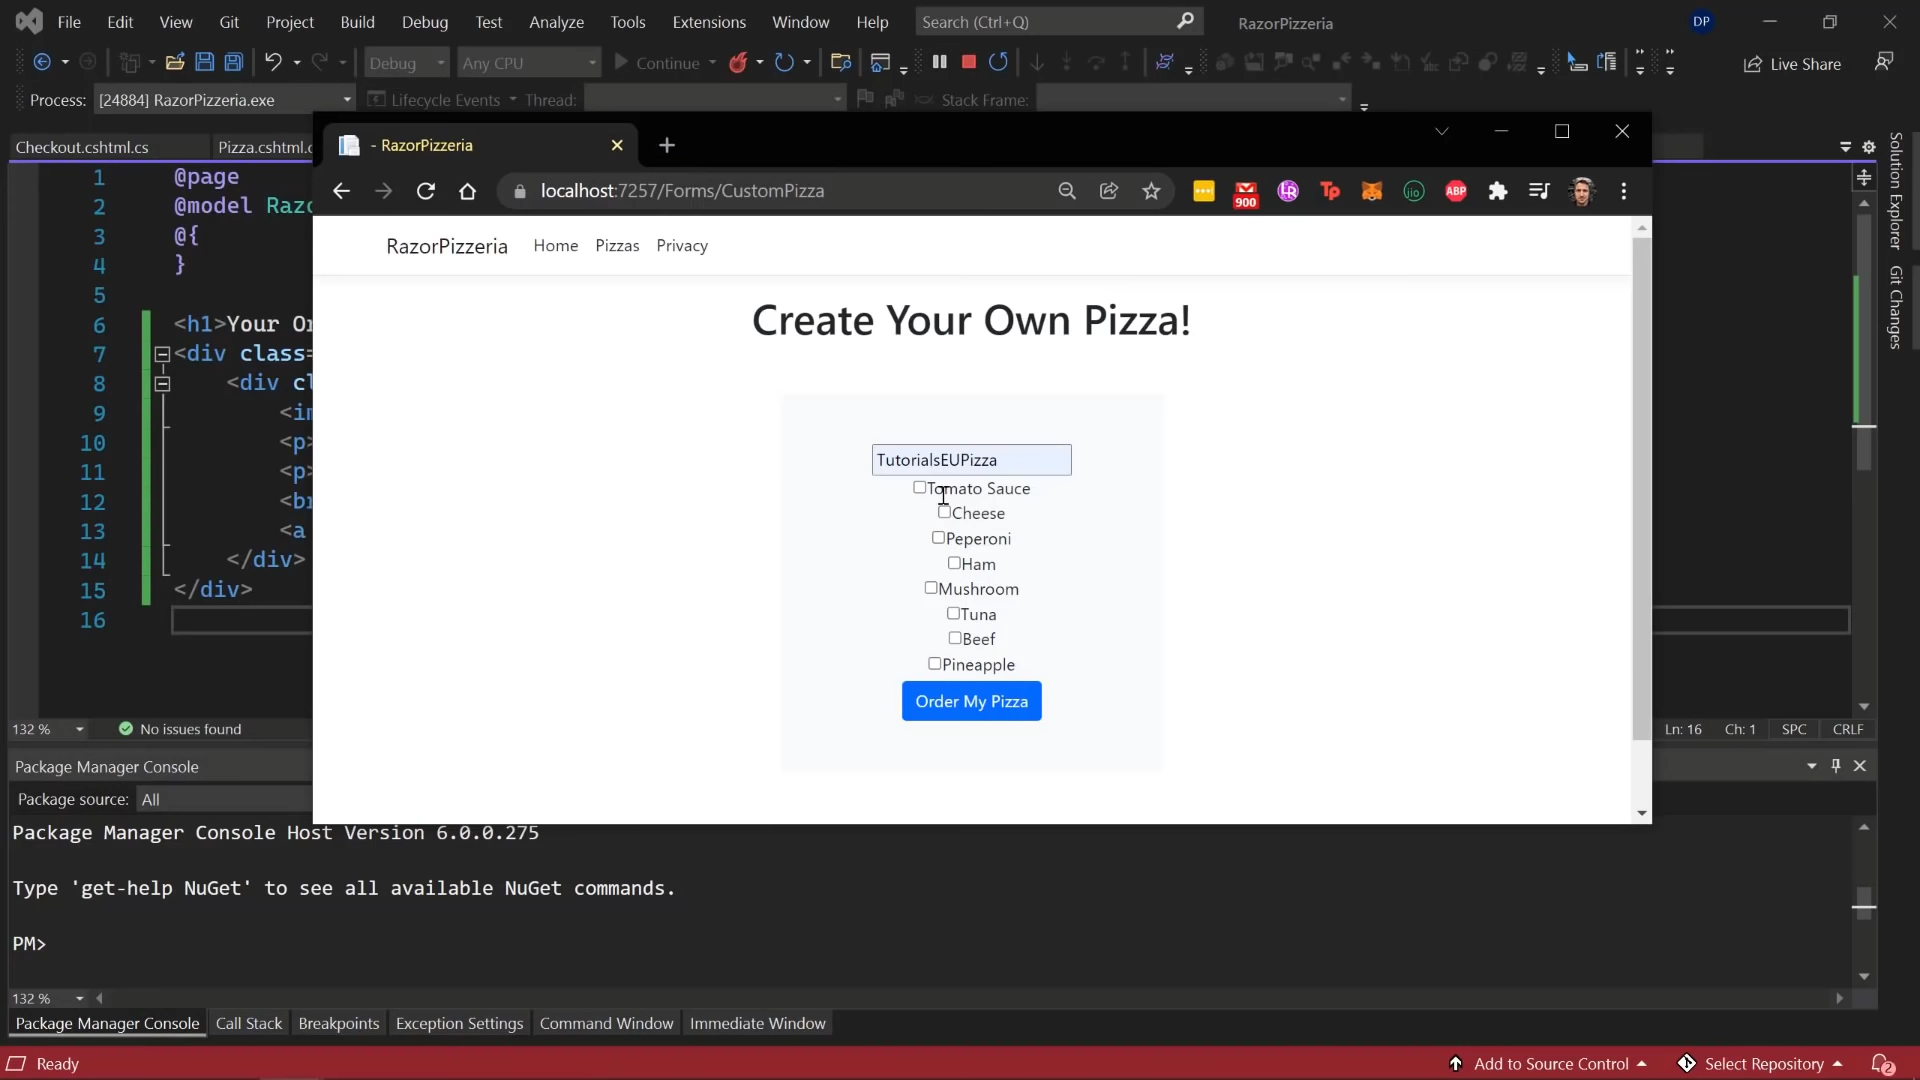 File Edit View Git Project Build Debug Test Analyze Tools Extensions Window Help Search (Ctrl+Q) RazorPizzeria DP
Debug Any CPU Continue Live Share
Process: [24884] RazorPizzeria.exe Lifecycle Events Thread: Stack Frame:
Checkout.cshtml.cs Pizza.cshtml.c
- RazorPizzeria
localhost:7257/Forms/CustomPizza
900 Tp jio ABP
RazorPizzeria Home Pizzas Privacy
Create Your Own Pizza!
TutorialsEUPizza
Tomato Sauce
Cheese
Peperoni
Ham
Mushroom
Tuna
Beef
Pineapple
Order My Pizza
1 @page
2 @model Razo
3 @{
4 }
5
6 <h1>Your Or
7 <div class=
8 <div cl
9 <im
10 <p>
11 <p>
12 <br
13 <a
14 </div>
15 </div>
16
132 % No issues found Ln: 16 Ch: 1 SPC CRLF
Solution Explorer
Git Changes
Package Manager Console
Package source: All
Package Manager Console Host Version 6.0.0.275
Type 'get-help NuGet' to see all available NuGet commands.
PM>
132 %
Package Manager Console Call Stack Breakpoints Exception Settings Command Window Immediate Window
Ready Add to Source Control Select Repository 2